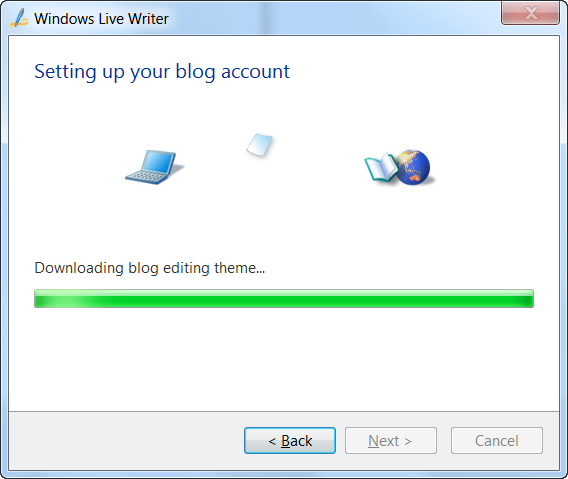 Windows Live Writer
Setting up your blog account
Downloading blog editing theme...
< Back Next > Cancel